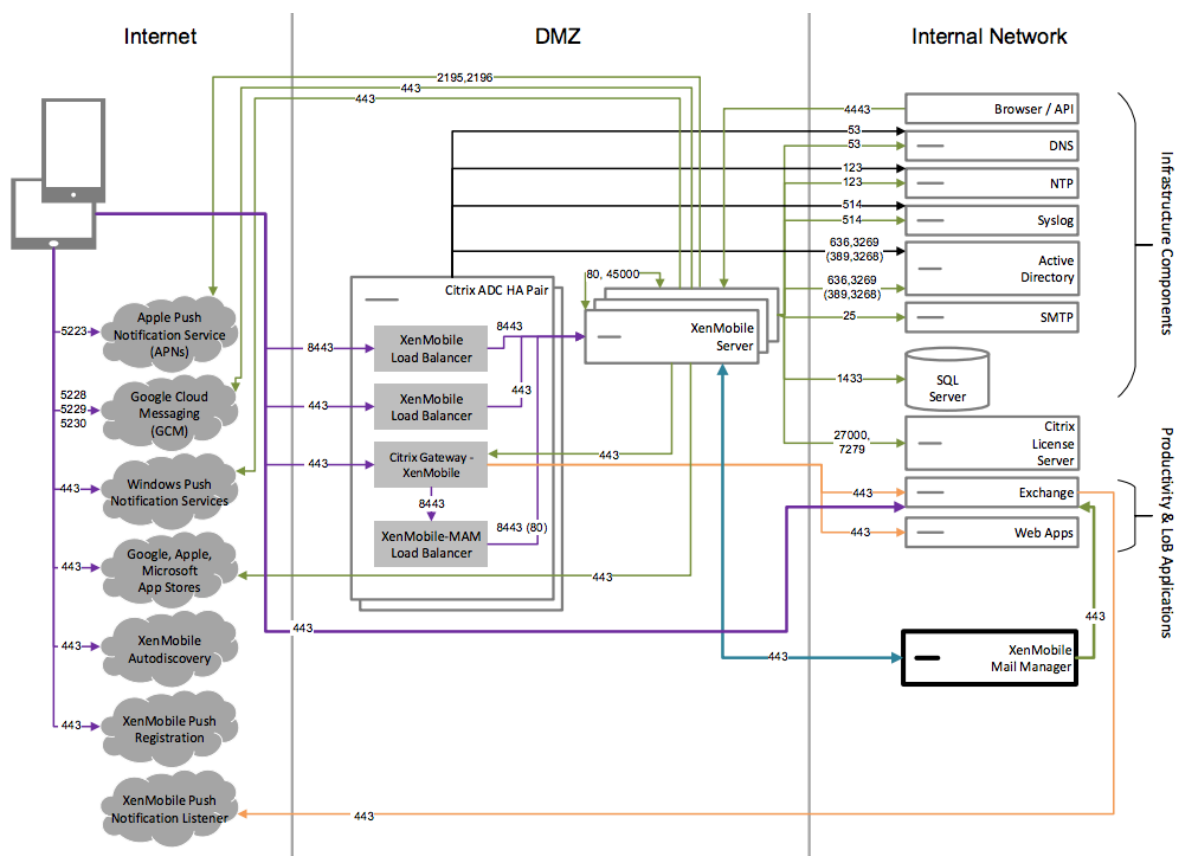 Internet
DMZ
Internal Network
2195,2196
443
443
4443
Browser / API
53
53
DNS
123
123
NTP
514
514
Syslog
636,3269
(389,3268)
636,3269
(389,3268)
Active
Directory
25
SMTP
1433
SQL
Server
27000,
7279
Citrix
License
Server
Infrastructure Components
80, 45000
XenMobile
Server
Citrix ADC HA Pair
8443
XenMobile
Load Balancer
8443
443
XenMobile
Load Balancer
443
443
Citrix Gateway -
XenMobile
443
8443
XenMobile-MAM
Load Balancer
8443 (80)
443
443
443
Exchange
443
Web Apps
Productivity & LoB Applications
443
443
443
XenMobile
Mail Manager
5223
Apple Push
Notification Service
(APNs)
5228
5229
5230
Google Cloud
Messaging
(GCM)
443
Windows Push
Notification Services
443
Google, Apple,
Microsoft
App Stores
443
XenMobile
Autodiscovery
443
XenMobile Push
Registration
XenMobile Push
Notification Listener
443